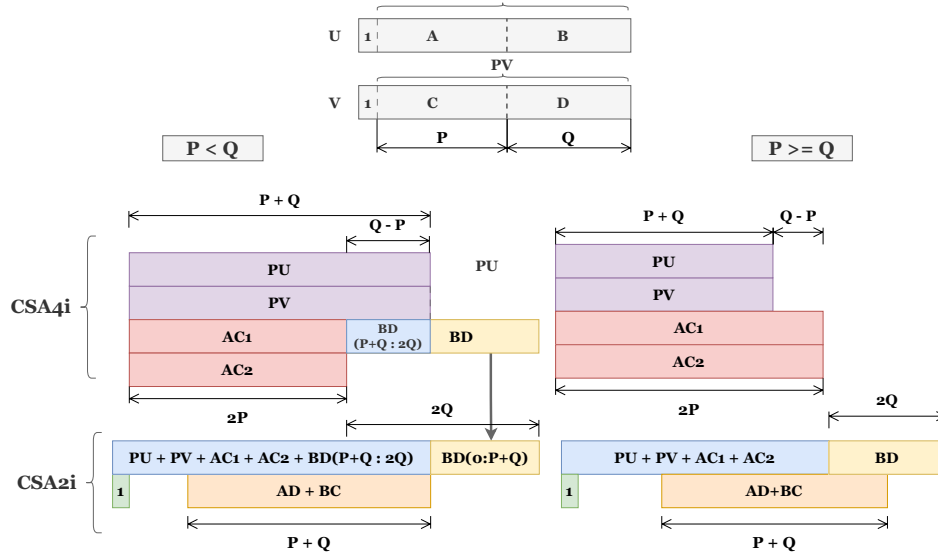 U 1 A B
PV
V 1 C D
P Q
P < Q P >= Q
P + Q P + Q Q - P
Q - P
PU PU PU
PV PV
CSA4i AC1 BD (P+Q : 2Q) BD AC1
AC2 AC2
2P 2Q 2P 2Q
PU + PV + AC1 + AC2 + BD(P+Q : 2Q) BD(0:P+Q) PU + PV + AC1 + AC2 BD
CSA2i 1 AD + BC 1 AD+BC
P + Q P + Q